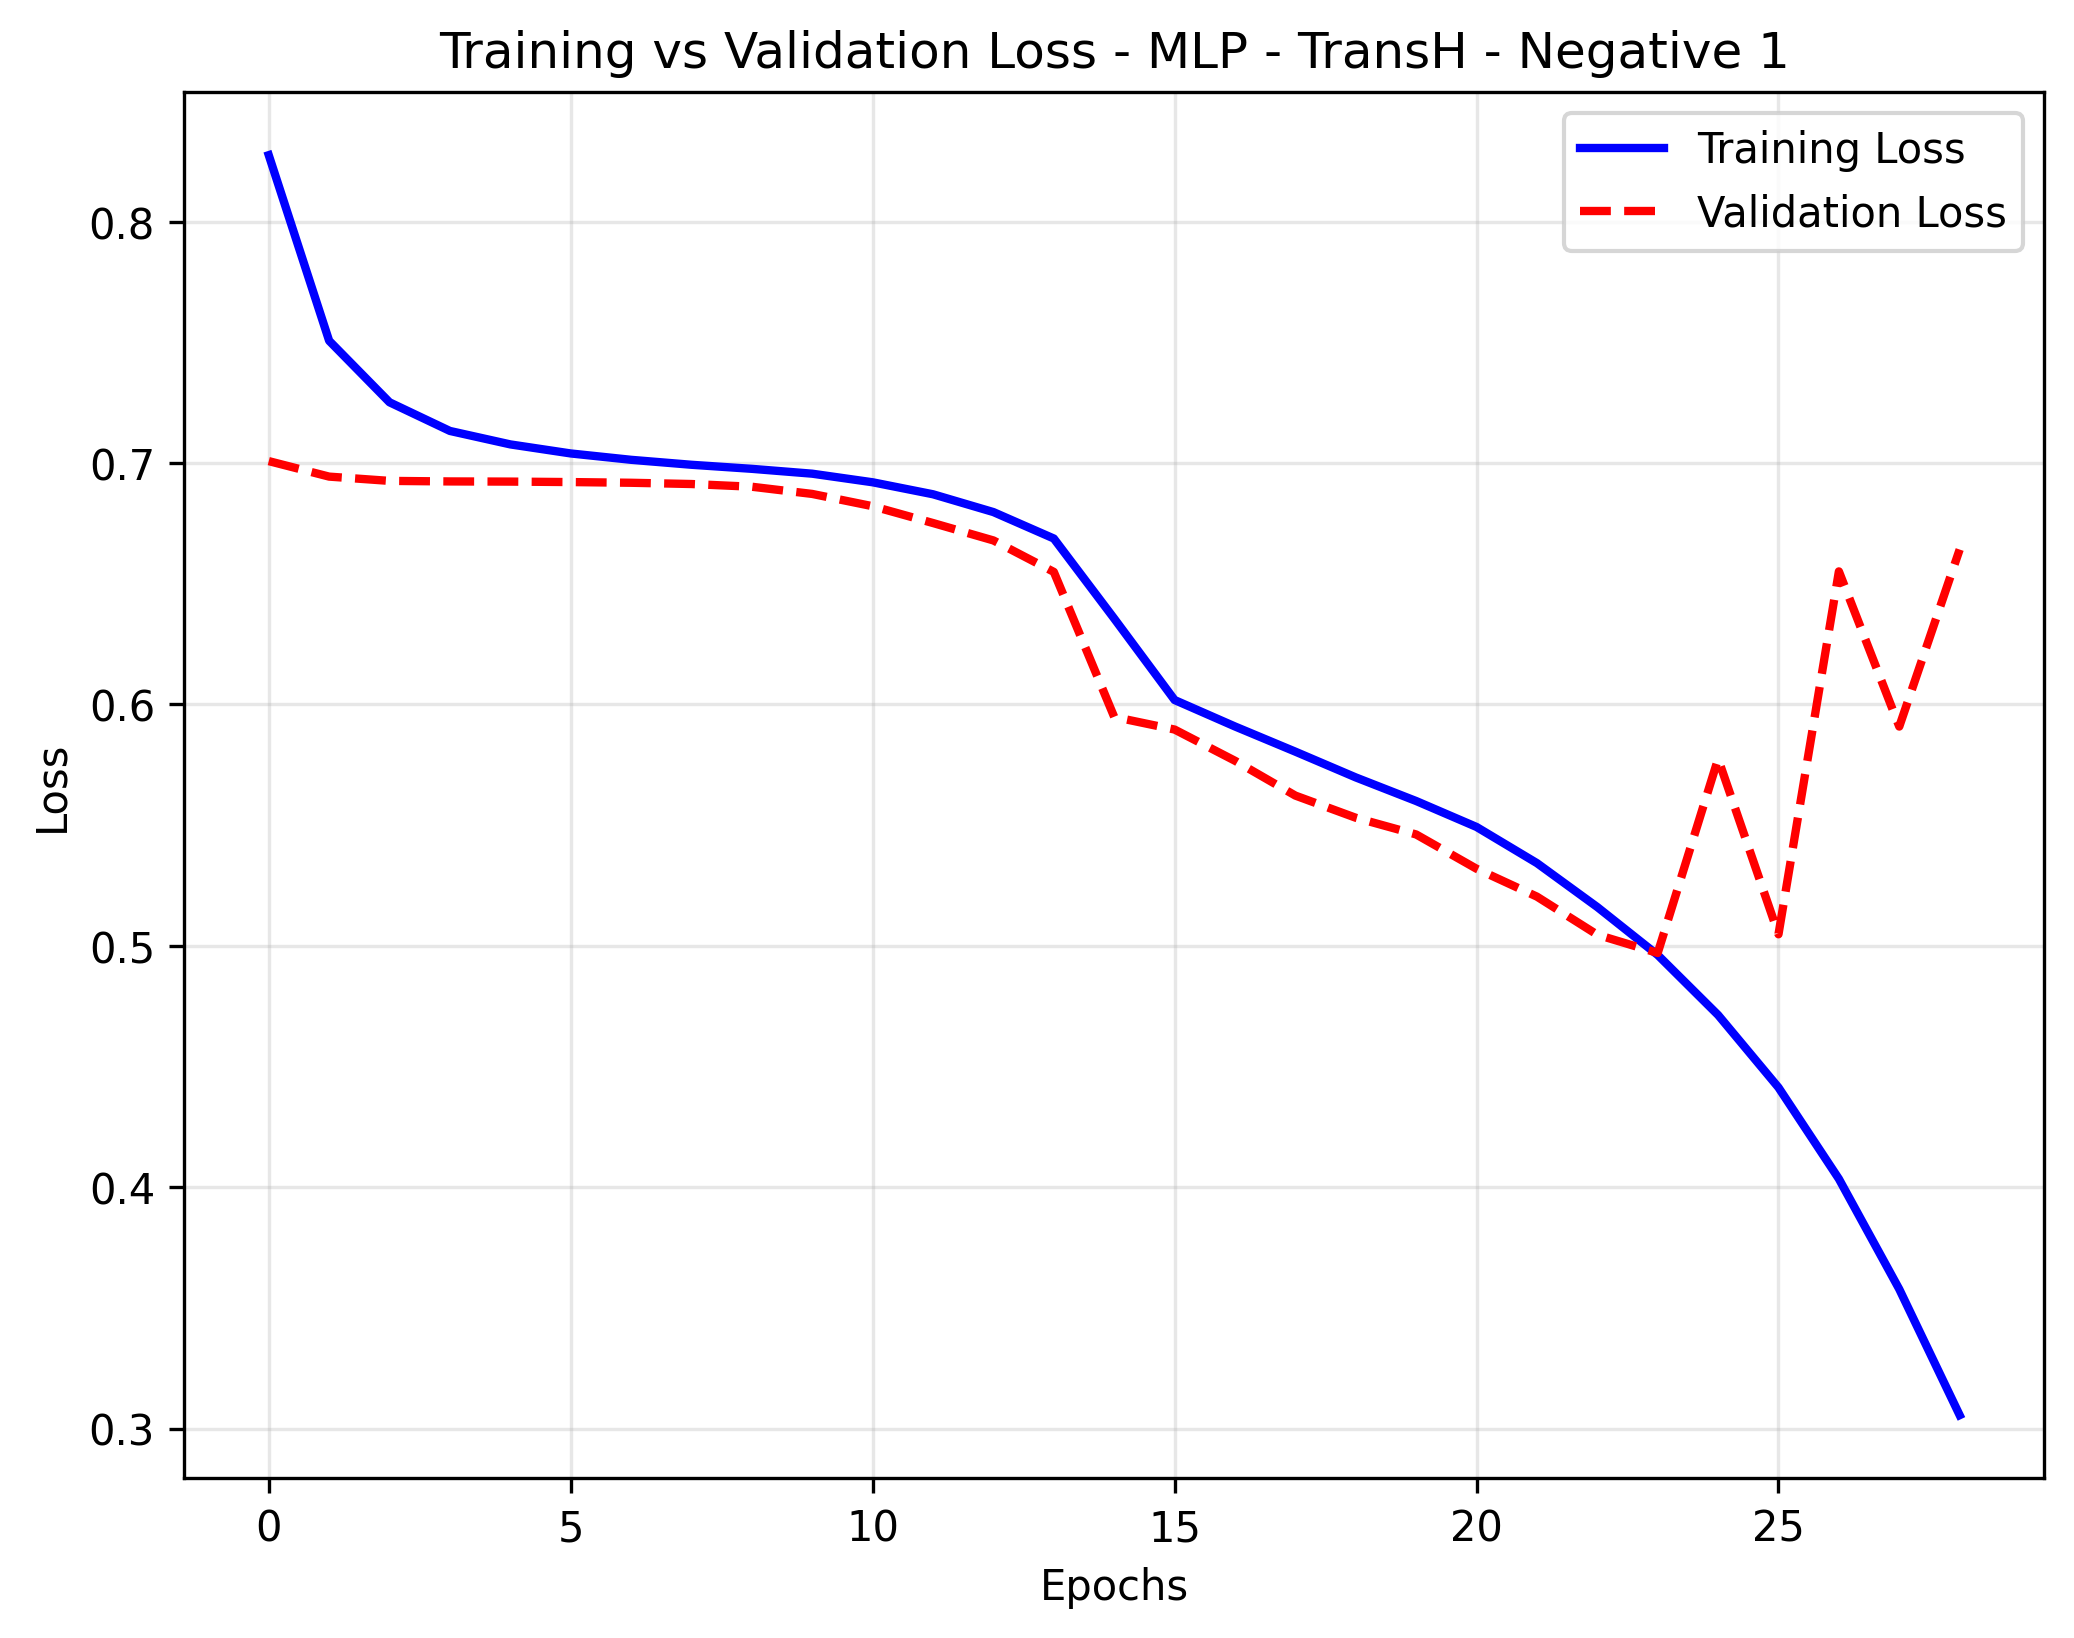 Training vs Validation Loss - MLP - TransH - Negative 1
Training Loss
Validation Loss
0.8
0.7
0.6
0.5
0.4
0.3
Loss
0 5 10 15 20 25
Epochs